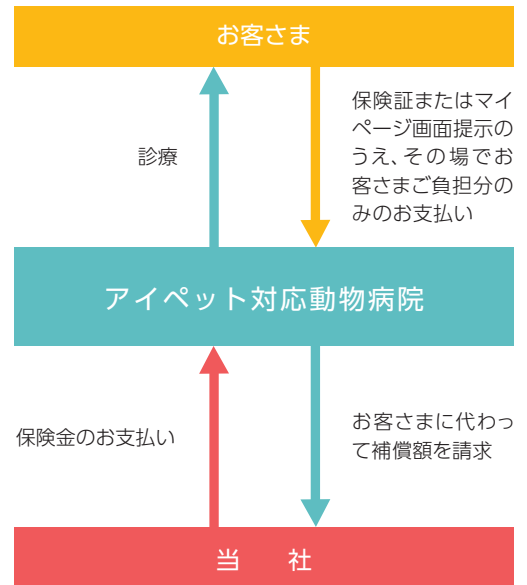 お客さま
診療
保険証またはマイ
ページ画面提示の
うえ、その場でお
客さまご負担分の
みのお支払い
アイペット対応動物病院
保険金のお支払い
お客さまに代わっ
て補償額を請求
当　社